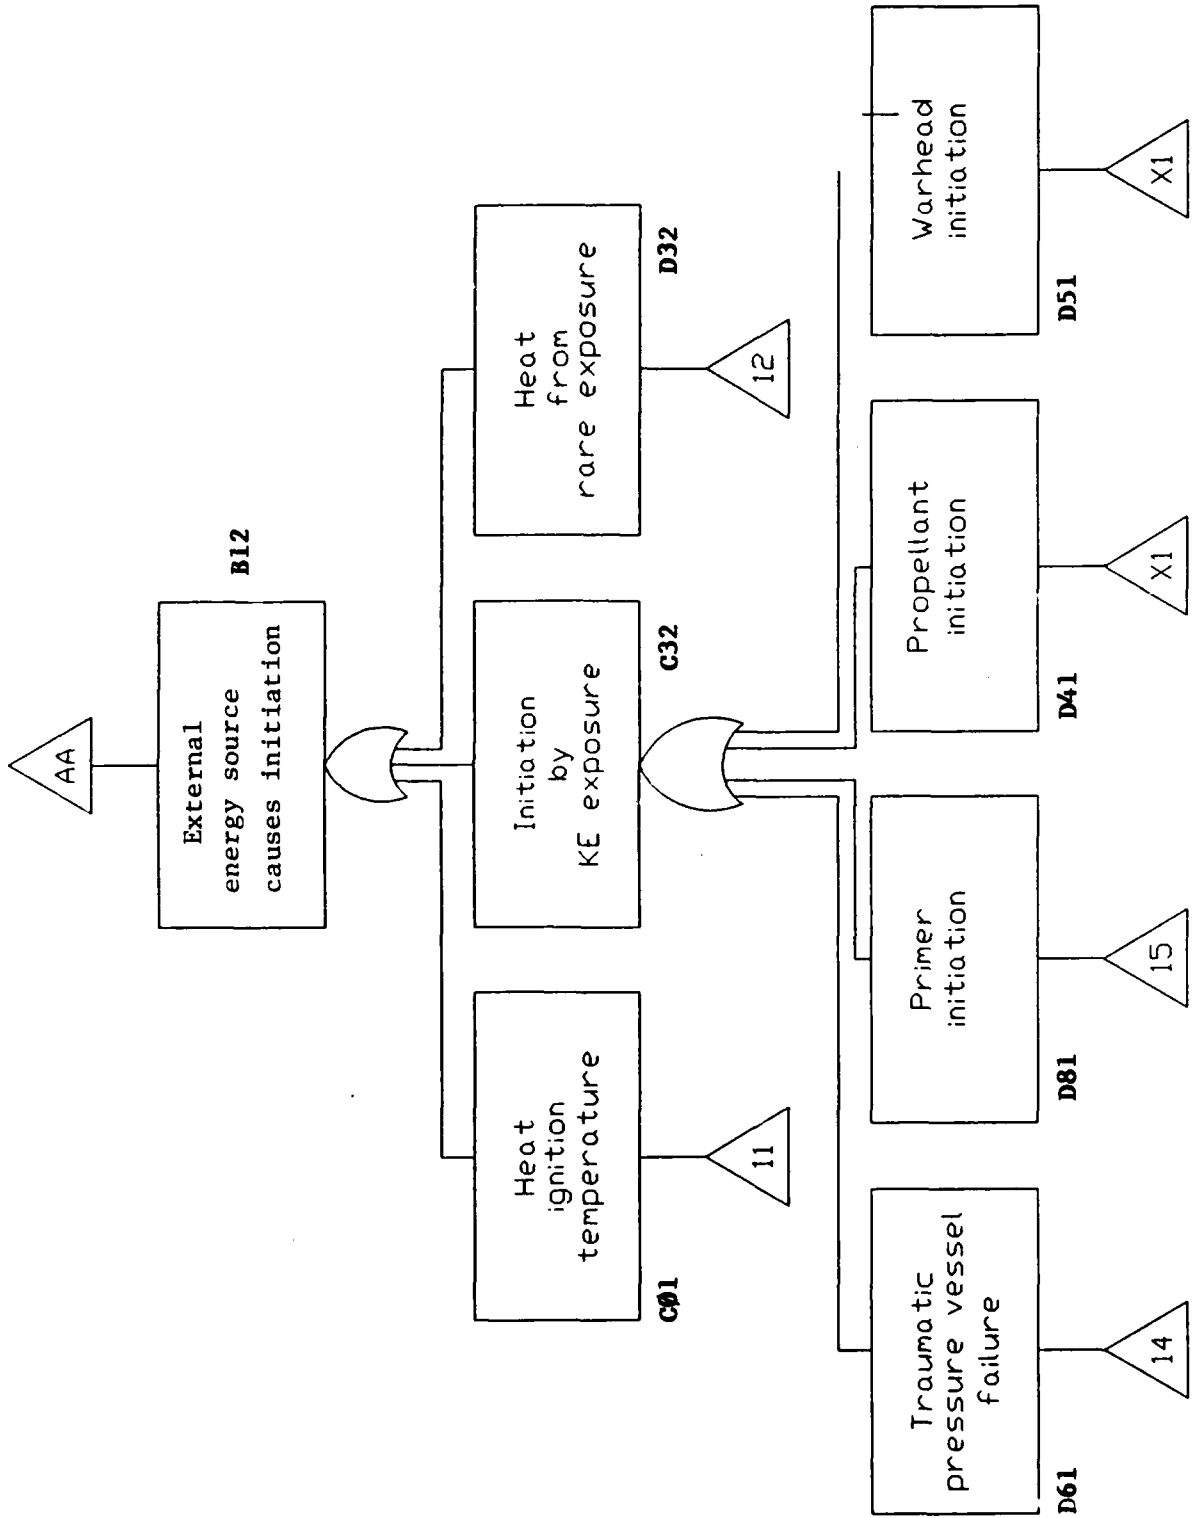 AA
External
energy source
causes initiation
B12
Heat
ignition
temperature
C01
11
Initiation
by
KE exposure
C32
Heat
from
rare exposure
D32
12
Traumatic
pressure vessel
failure
D61
14
Primer
initiation
D81
15
Propellant
initiation
D41
X1
Warhead
initiation
D51
X1